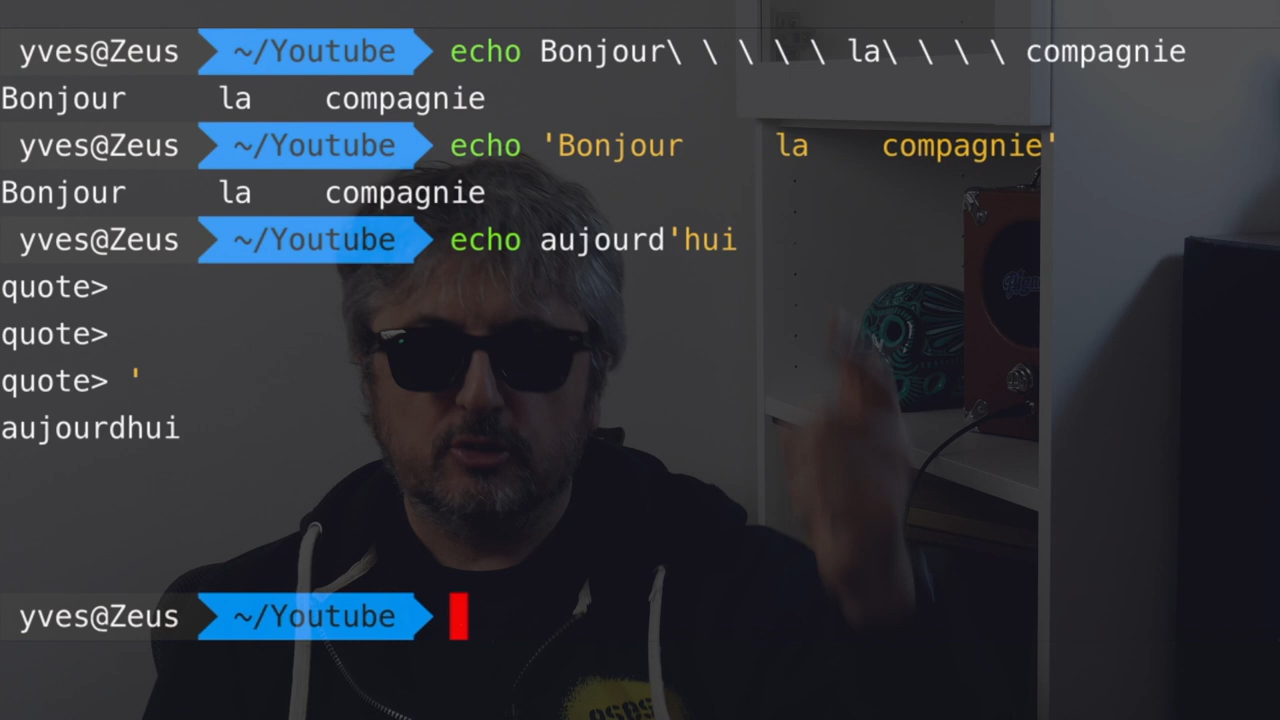 yves@Zeus ~/Youtube echo Bonjour\ \ \ \ \ la\ \ \ \ compagnie
Bonjour     la    compagnie
yves@Zeus ~/Youtube echo 'Bonjour     la    compagnie'
Bonjour     la    compagnie
yves@Zeus ~/Youtube echo aujourd'hui
quote>
quote>
quote> '
aujourdhui
yves@Zeus ~/Youtube